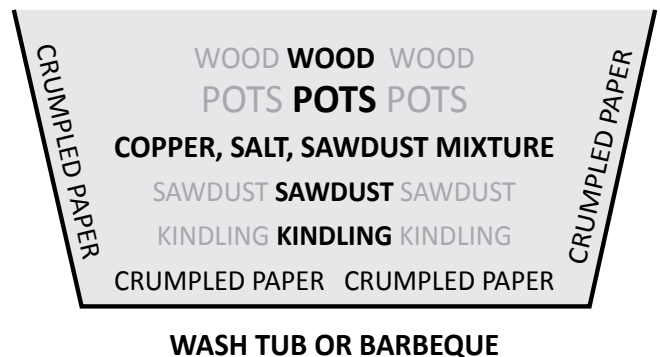 CRUMPLED PAPER
WOOD WOOD WOOD
POTS POTS POTS
COPPER, SALT, SAWDUST MIXTURE
SAWDUST SAWDUST SAWDUST
KINDLING KINDLING KINDLING
CRUMPLED PAPER CRUMPLED PAPER
CRUMPLED PAPER
WASH TUB OR BARBEQUE